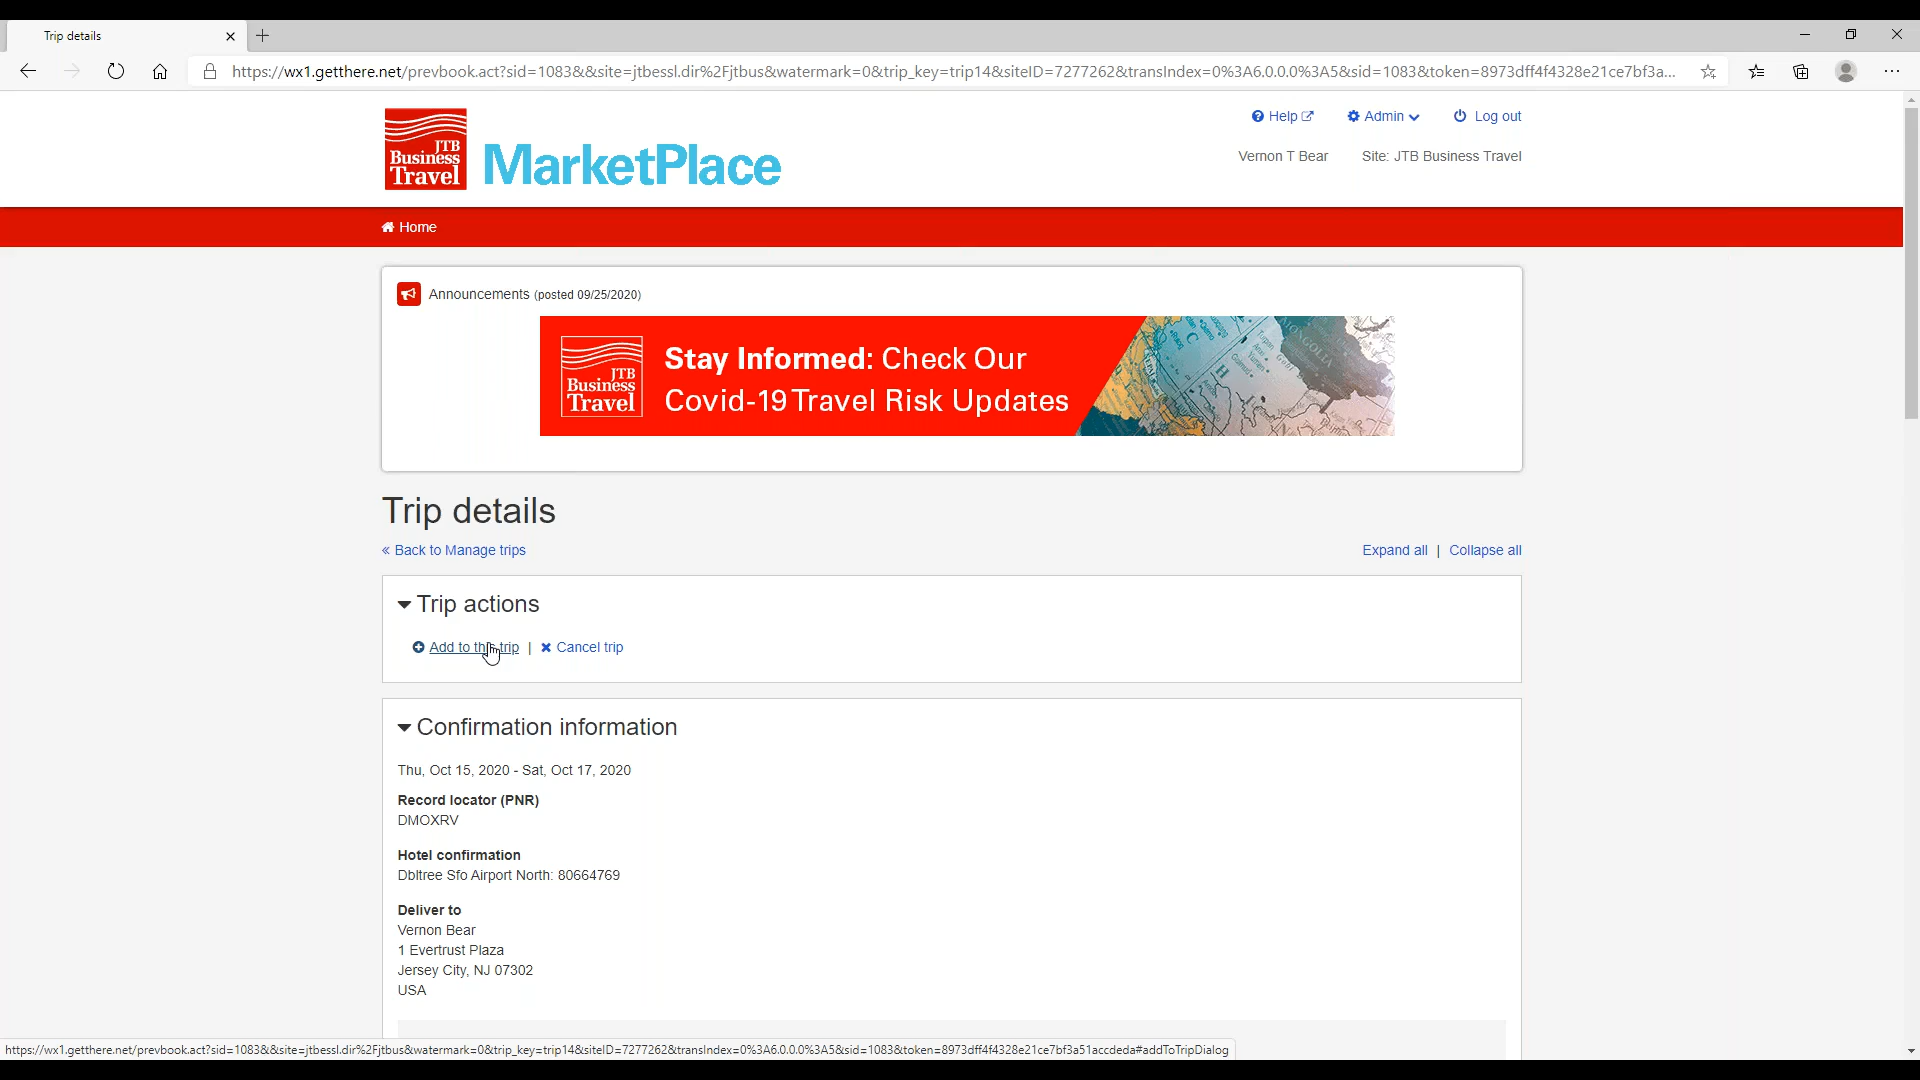 Trip details
https://wx1.getthere.net/prevbook.act?sid=1083&&site=jtbessl.dir%2Fjtbus&watermark=0&trip_key=trip14&siteID=7277262&transIndex=0%3A6.0.0.0%3A5&sid=1083&token=8973dff4f4328e21ce7bf3a...
JTB
Business
Travel
MarketPlace
Help
Admin
Log out
Vernon T Bear
Site: JTB Business Travel
Home
Announcements (posted 09/25/2020)
JTB
Business
Travel
Stay Informed: Check Our
Covid-19 Travel Risk Updates
MONGOLIA
Trip details
« Back to Manage trips
Expand all | Collapse all
Trip actions
Add to this trip | Cancel trip
Confirmation information
Thu, Oct 15, 2020 - Sat, Oct 17, 2020
Record locator (PNR)
DMOXRV
Hotel confirmation
Dbltree Sfo Airport North: 80664769
Deliver to
Vernon Bear
1 Evertrust Plaza
Jersey City, NJ 07302
USA
https://wx1.getthere.net/prevbook.act?sid=1083&&site=jtbessl.dir%2Fjtbus&watermark=0&trip_key=trip14&siteID=7277262&transIndex=0%3A6.0.0.0%3A5&sid=1083&token=8973dff4f4328e21ce7bf3a51accdeda#addToTripDialog